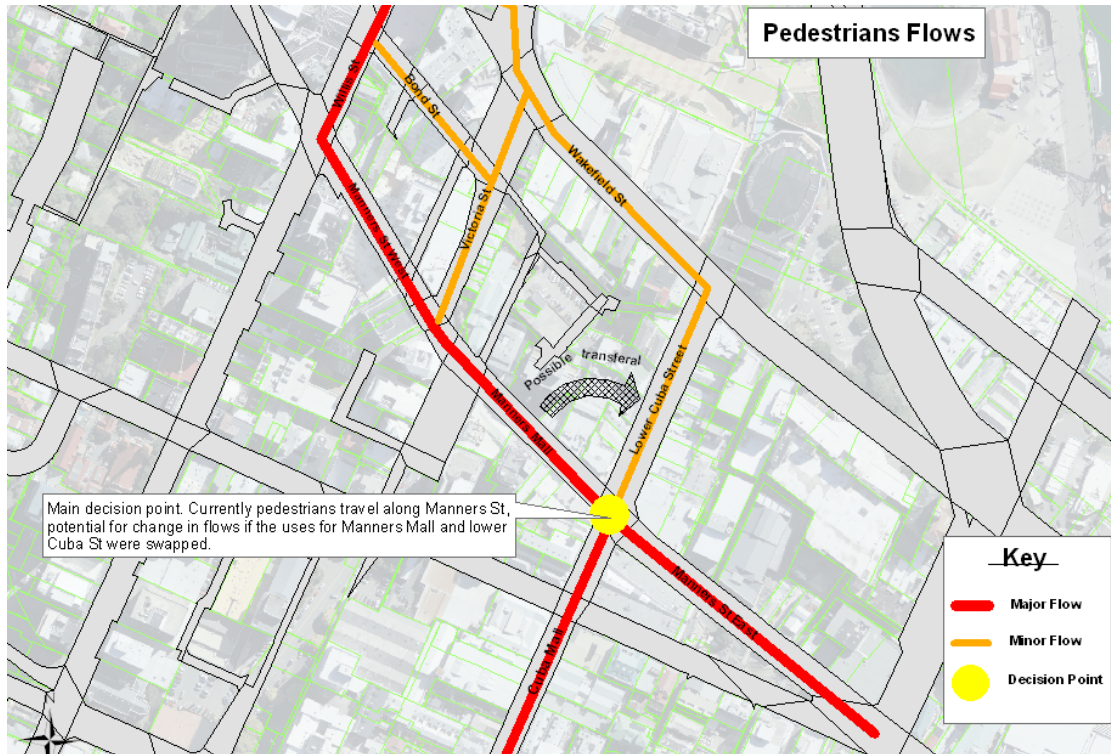 Pedestrians Flows
Willis St
Bond St
Manners St West
Victoria St
Wakefield St
Possible transferal
Manners Mall
Lower Cuba Street
Main decision point. Currently pedestrians travel along Manners St,
potential for change in flows if the uses for Manners Mall and lower
Cuba St were swapped.
Manners St East
Cuba Mall
Key
Major Flow
Minor Flow
Decision Point